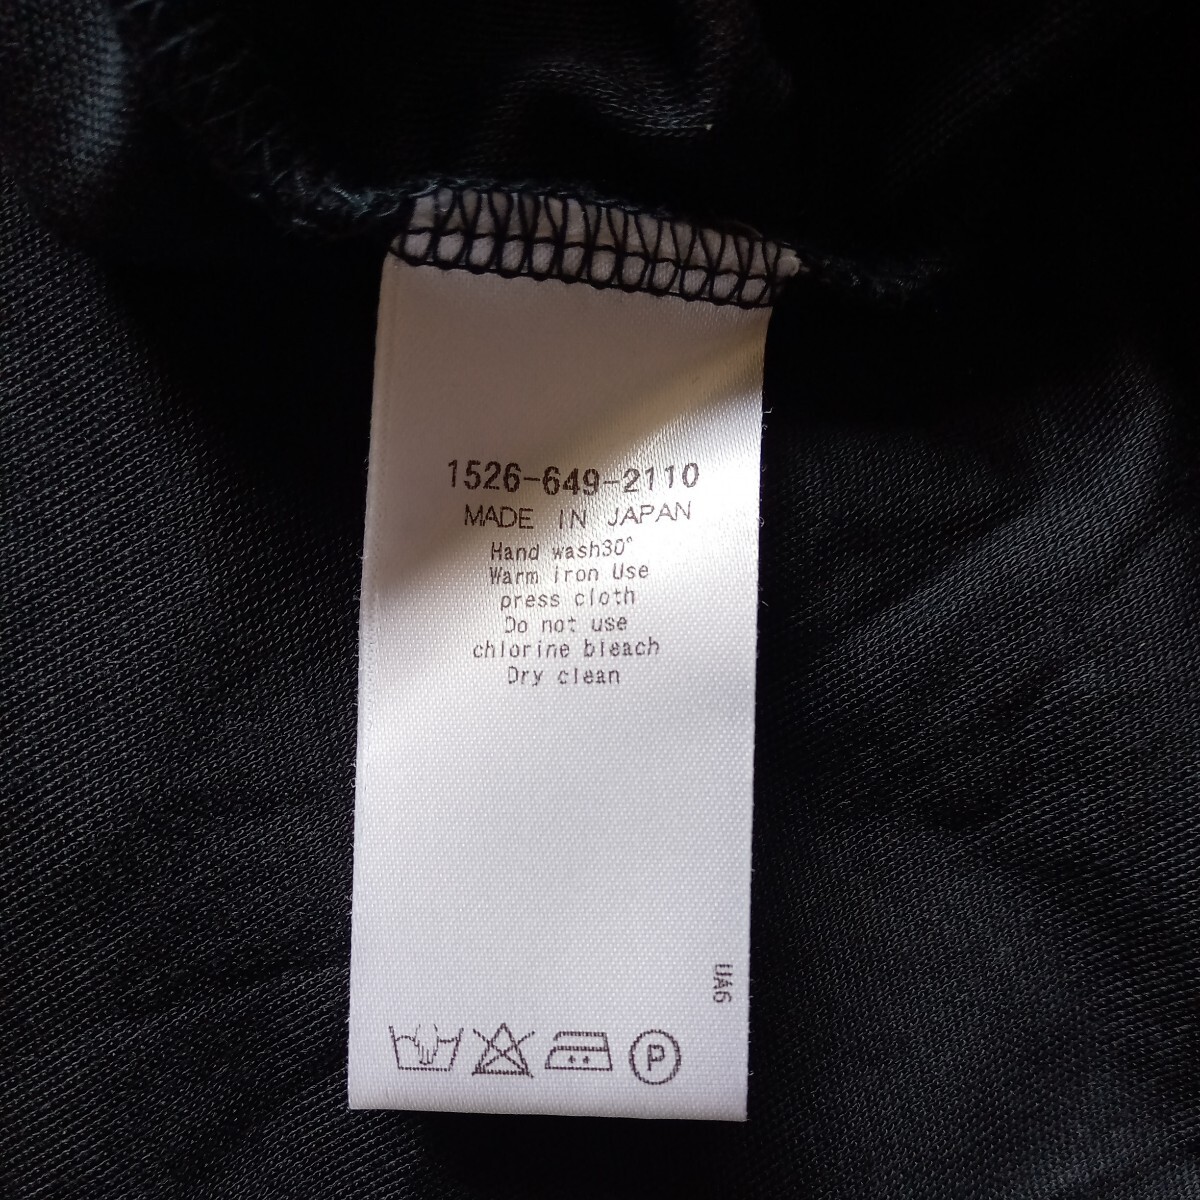 1526-649-2110
MADE IN JAPAN
Hand wash30°
Warm iron Use
press cloth
Do not use
chlorine bleach
Dry clean
UA6
P